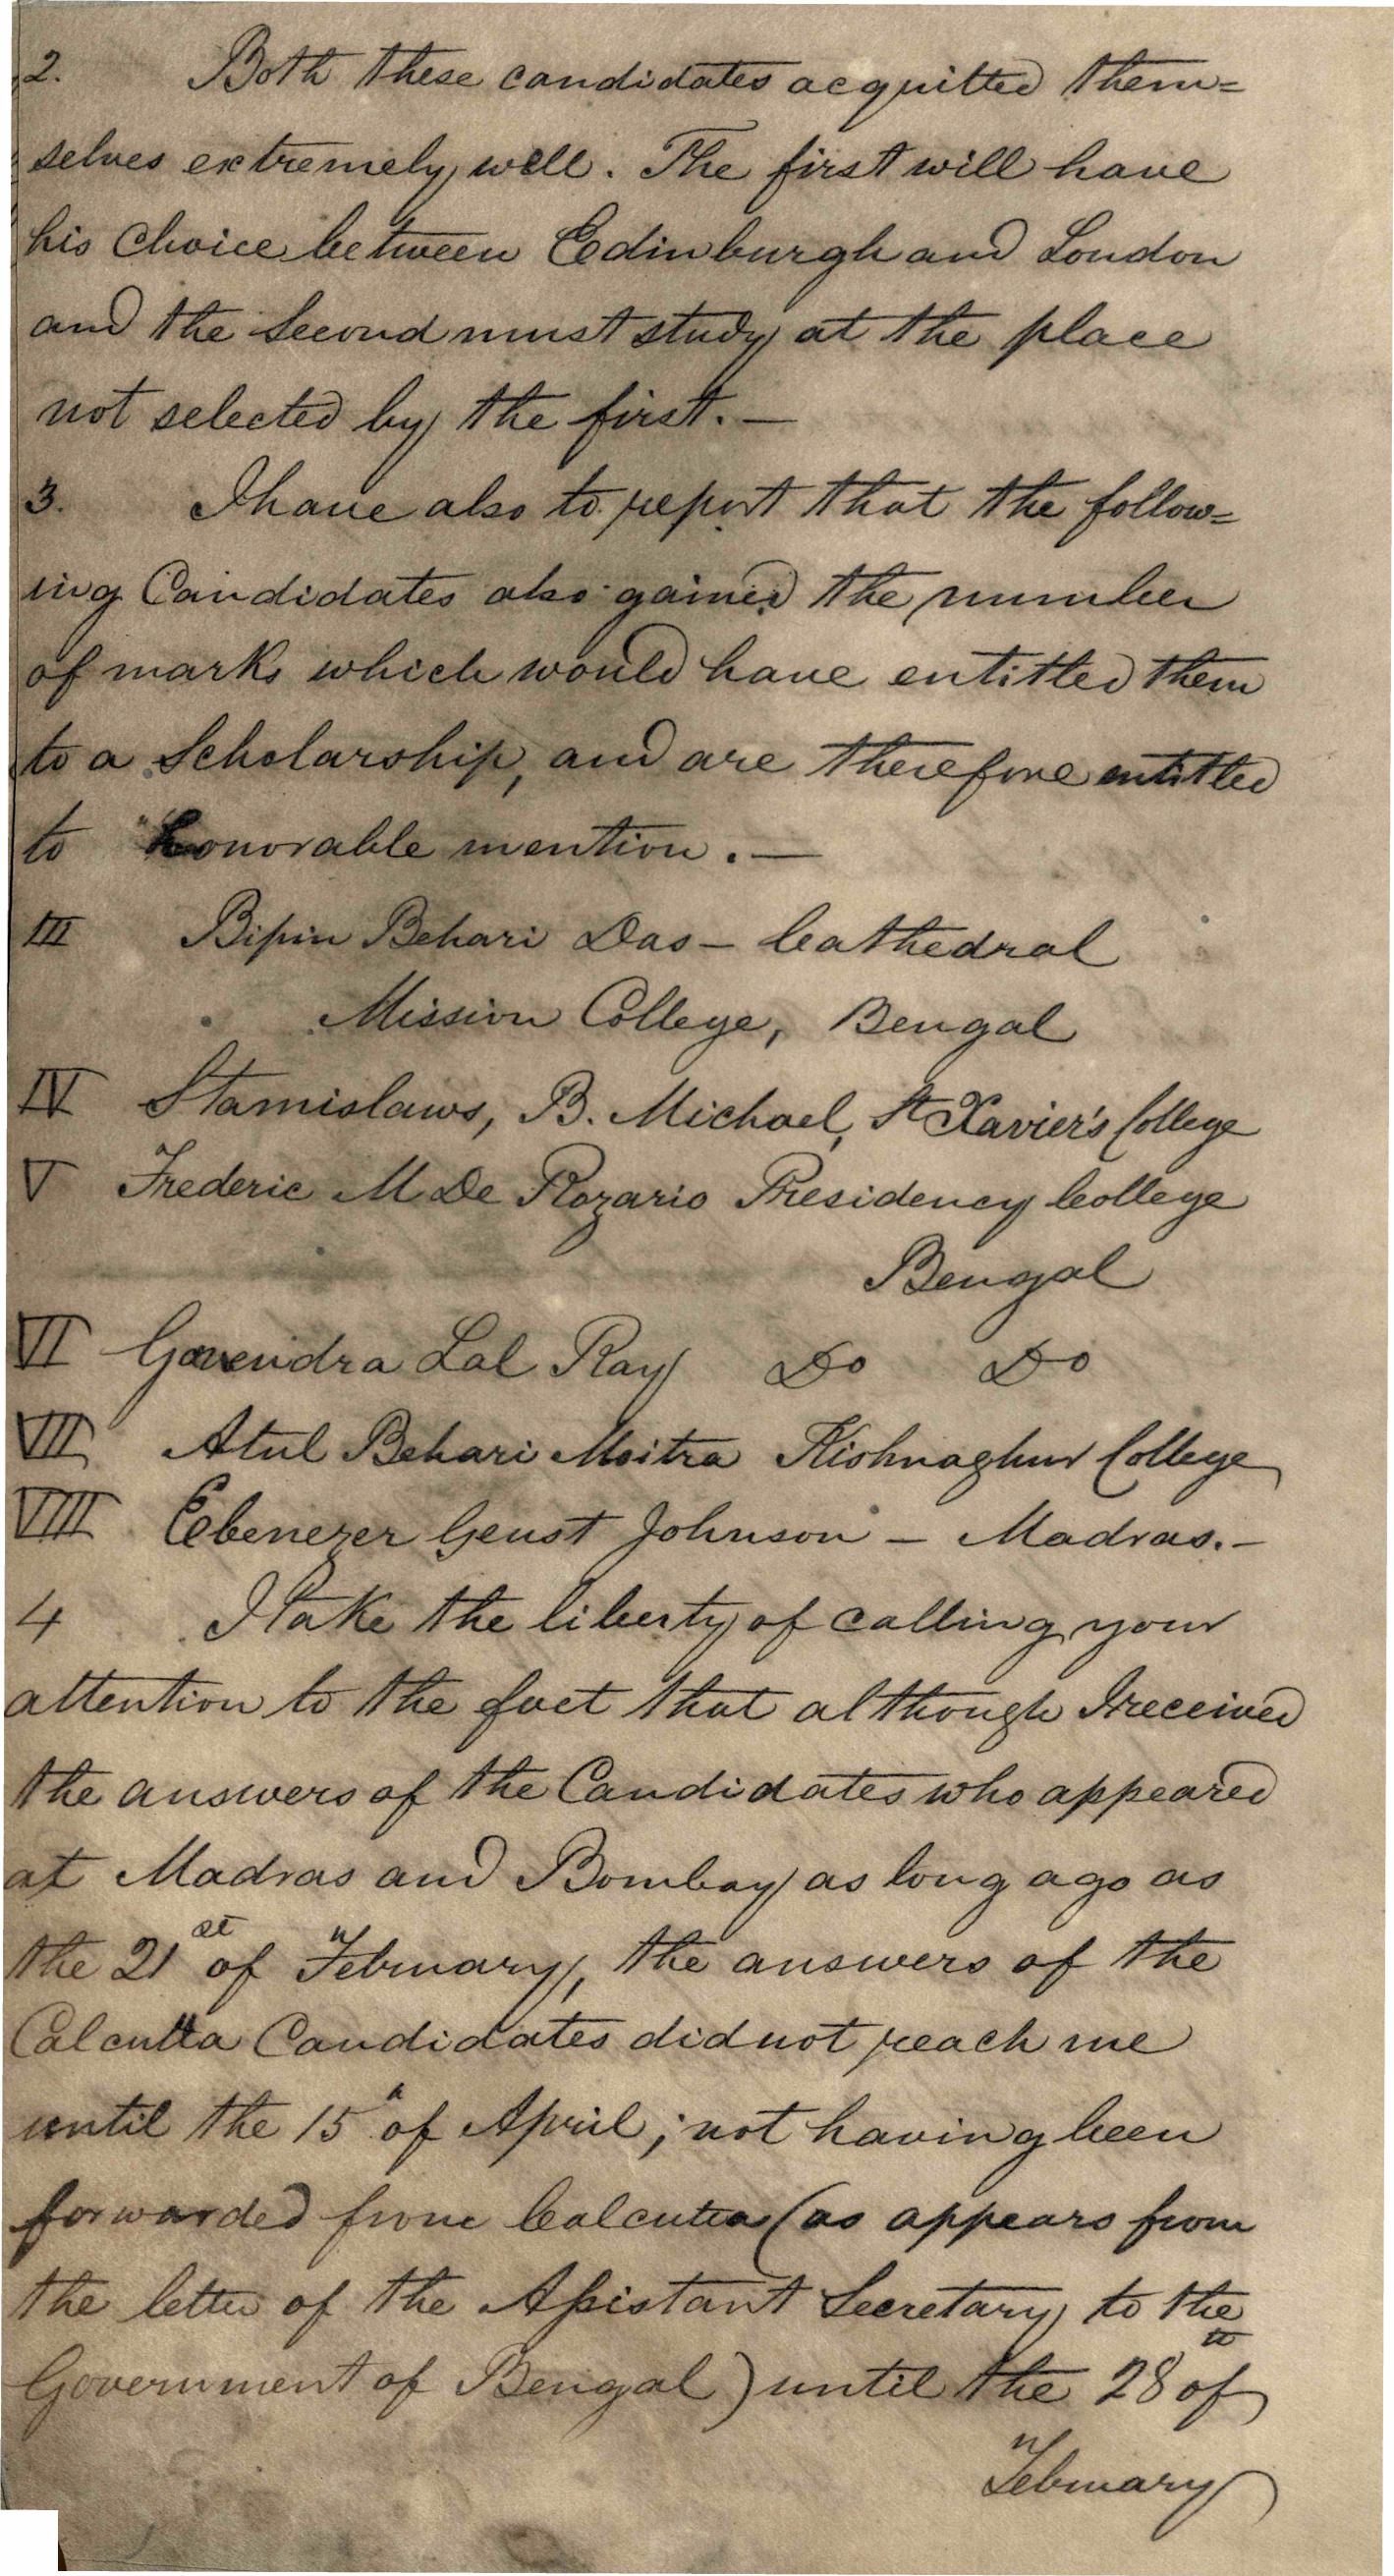 2. Both these candidates acquitted them=
selves extremely well. The first will have
his Choice between Edinburgh and London
and the Second must study at the place
not selected by the first. —
3. I have also to report that the follow=
ing Candidates also gained the number
of marks which would have entitled them
to a Scholarship, and are therefore entitled
to honorable mention. —
III Bipin Behari Das – Cathedral
Mission College, Bengal
IV Stamislaws, B. Michael, St Xavier's College
V Frederic M De Rozario Presidency College
Bengal
VI Lal Ray Do Do
VII Atul Behari Moitra Kishnaghur College
VIII Ebenezer Geust Johnson – Madras. –
4 I take the liberty of calling your
attention to the fact that although I received
the answers of the Candidates who appeared
at Madras and Bombay as long ago as
the 21st of February, the answers of the
Calcutta Candidates did not reach me
until the 15th of April; not having been
forwarded from Calcutta (as appears from
the letter of the Assistant Secretary to the
Government of Bengal) until the 28th of
February